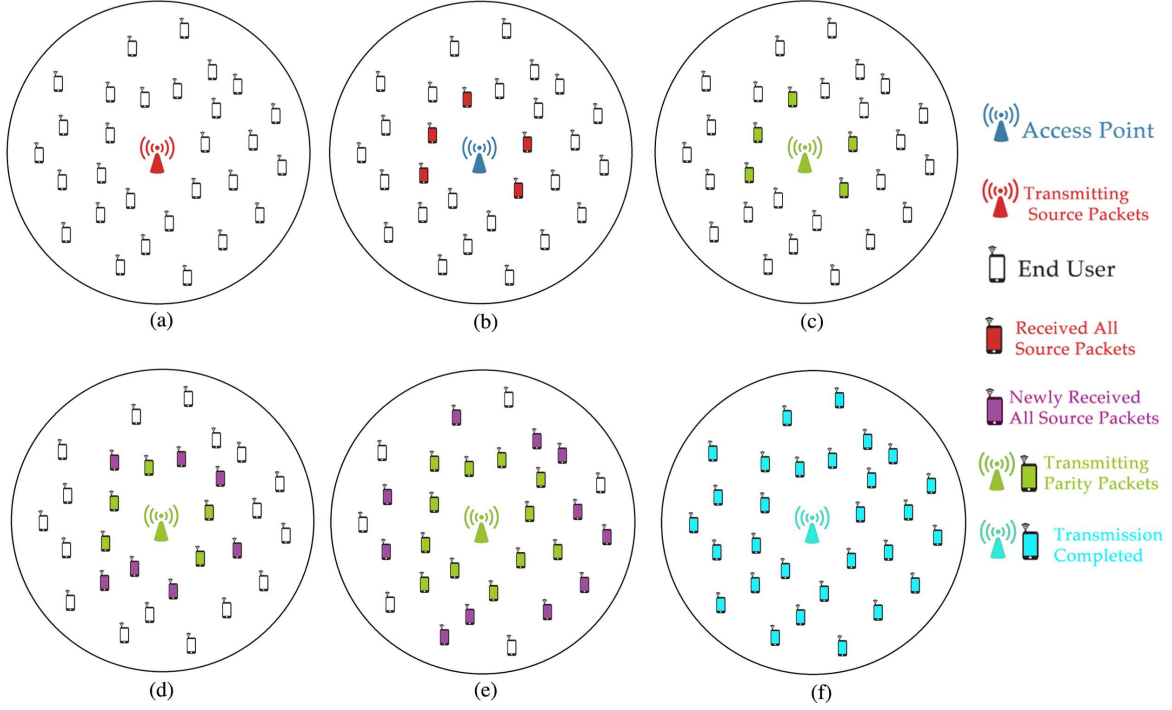 (a)
(b)
(c)
(d)
(e)
(f)
Access Point
Transmitting
Source Packets
End User
Received All
Source Packets
Newly Received
All Source Packets
Transmitting
Parity Packets
Transmission
Completed